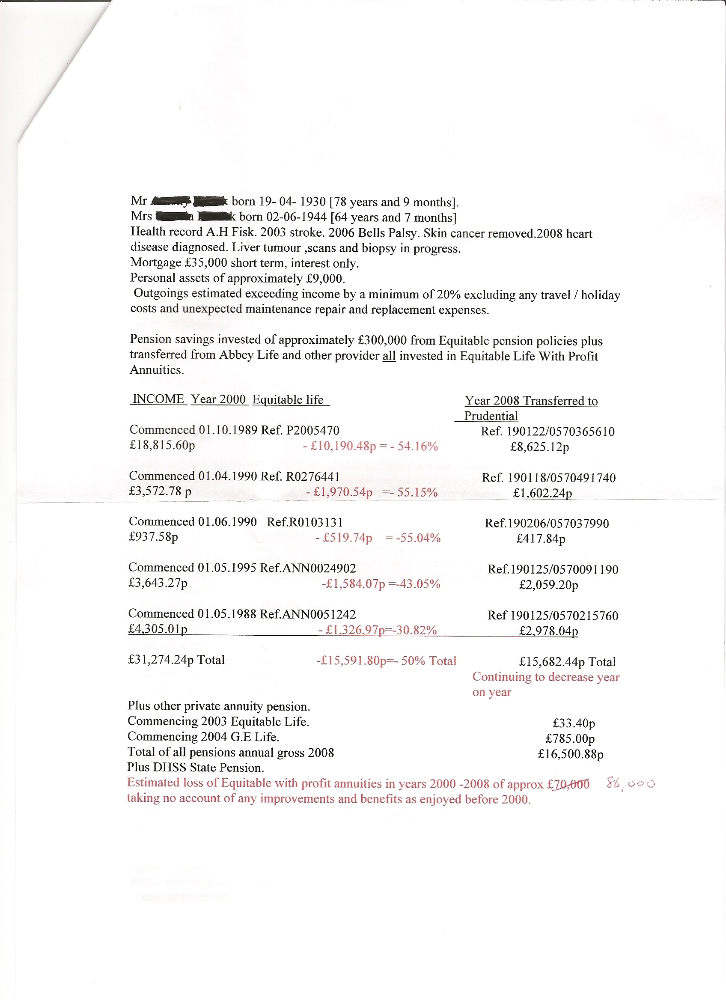 Mr born 19- 04- 1930 [78 years and 9 months].
Mrs born 02-06-1944 [64 years and 7 months]
Health record A.H Fisk. 2003 stroke. 2006 Bells Palsy. Skin cancer removed.2008 heart
disease diagnosed. Liver tumour ,scans and biopsy in progress.
Mortgage £35,000 short term, interest only.
Personal assets of approximately £9,000.
Outgoings estimated exceeding income by a minimum of 20% excluding any travel / holiday
costs and unexpected maintenance repair and replacement expenses.
Pension savings invested of approximately £300,000 from Equitable pension policies plus
transferred from Abbey Life and other provider all invested in Equitable Life With Profit
Annuities.
INCOME Year 2000 Equitable life Year 2008 Transferred to
Prudential
Commenced 01.10.1989 Ref. P2005470 Ref. 190122/0570365610
£18,815.60p - £10,190.48p = - 54.16% £8,625.12p
Commenced 01.04.1990 Ref. R0276441 Ref. 190118/0570491740
£3,572.78 p - £1,970.54p =- 55.15% £1,602.24p
Commenced 01.06.1990 Ref.R0103131 Ref.190206/057037990
£937.58p - £519.74p = -55.04% £417.84p
Commenced 01.05.1995 Ref.ANN0024902 Ref.190125/0570091190
£3,643.27p -£1,584.07p =-43.05% £2,059.20p
Commenced 01.05.1988 Ref.ANN0051242 Ref 190125/0570215760
£4,305.01p - £1,326,97p=-30.82% £2,978.04p
£31,274.24p Total -£15,591.80p=- 50% Total £15,682.44p Total
Continuing to decrease year
on year
Plus other private annuity pension.
Commencing 2003 Equitable Life. £33.40p
Commencing 2004 G.E Life. £785.00p
Total of all pensions annual gross 2008 £16,500.88p
Plus DHSS State Pension.
Estimated loss of Equitable with profit annuities in years 2000 -2008 of approx £70,000 86,000
taking no account of any improvements and benefits as enjoyed before 2000.